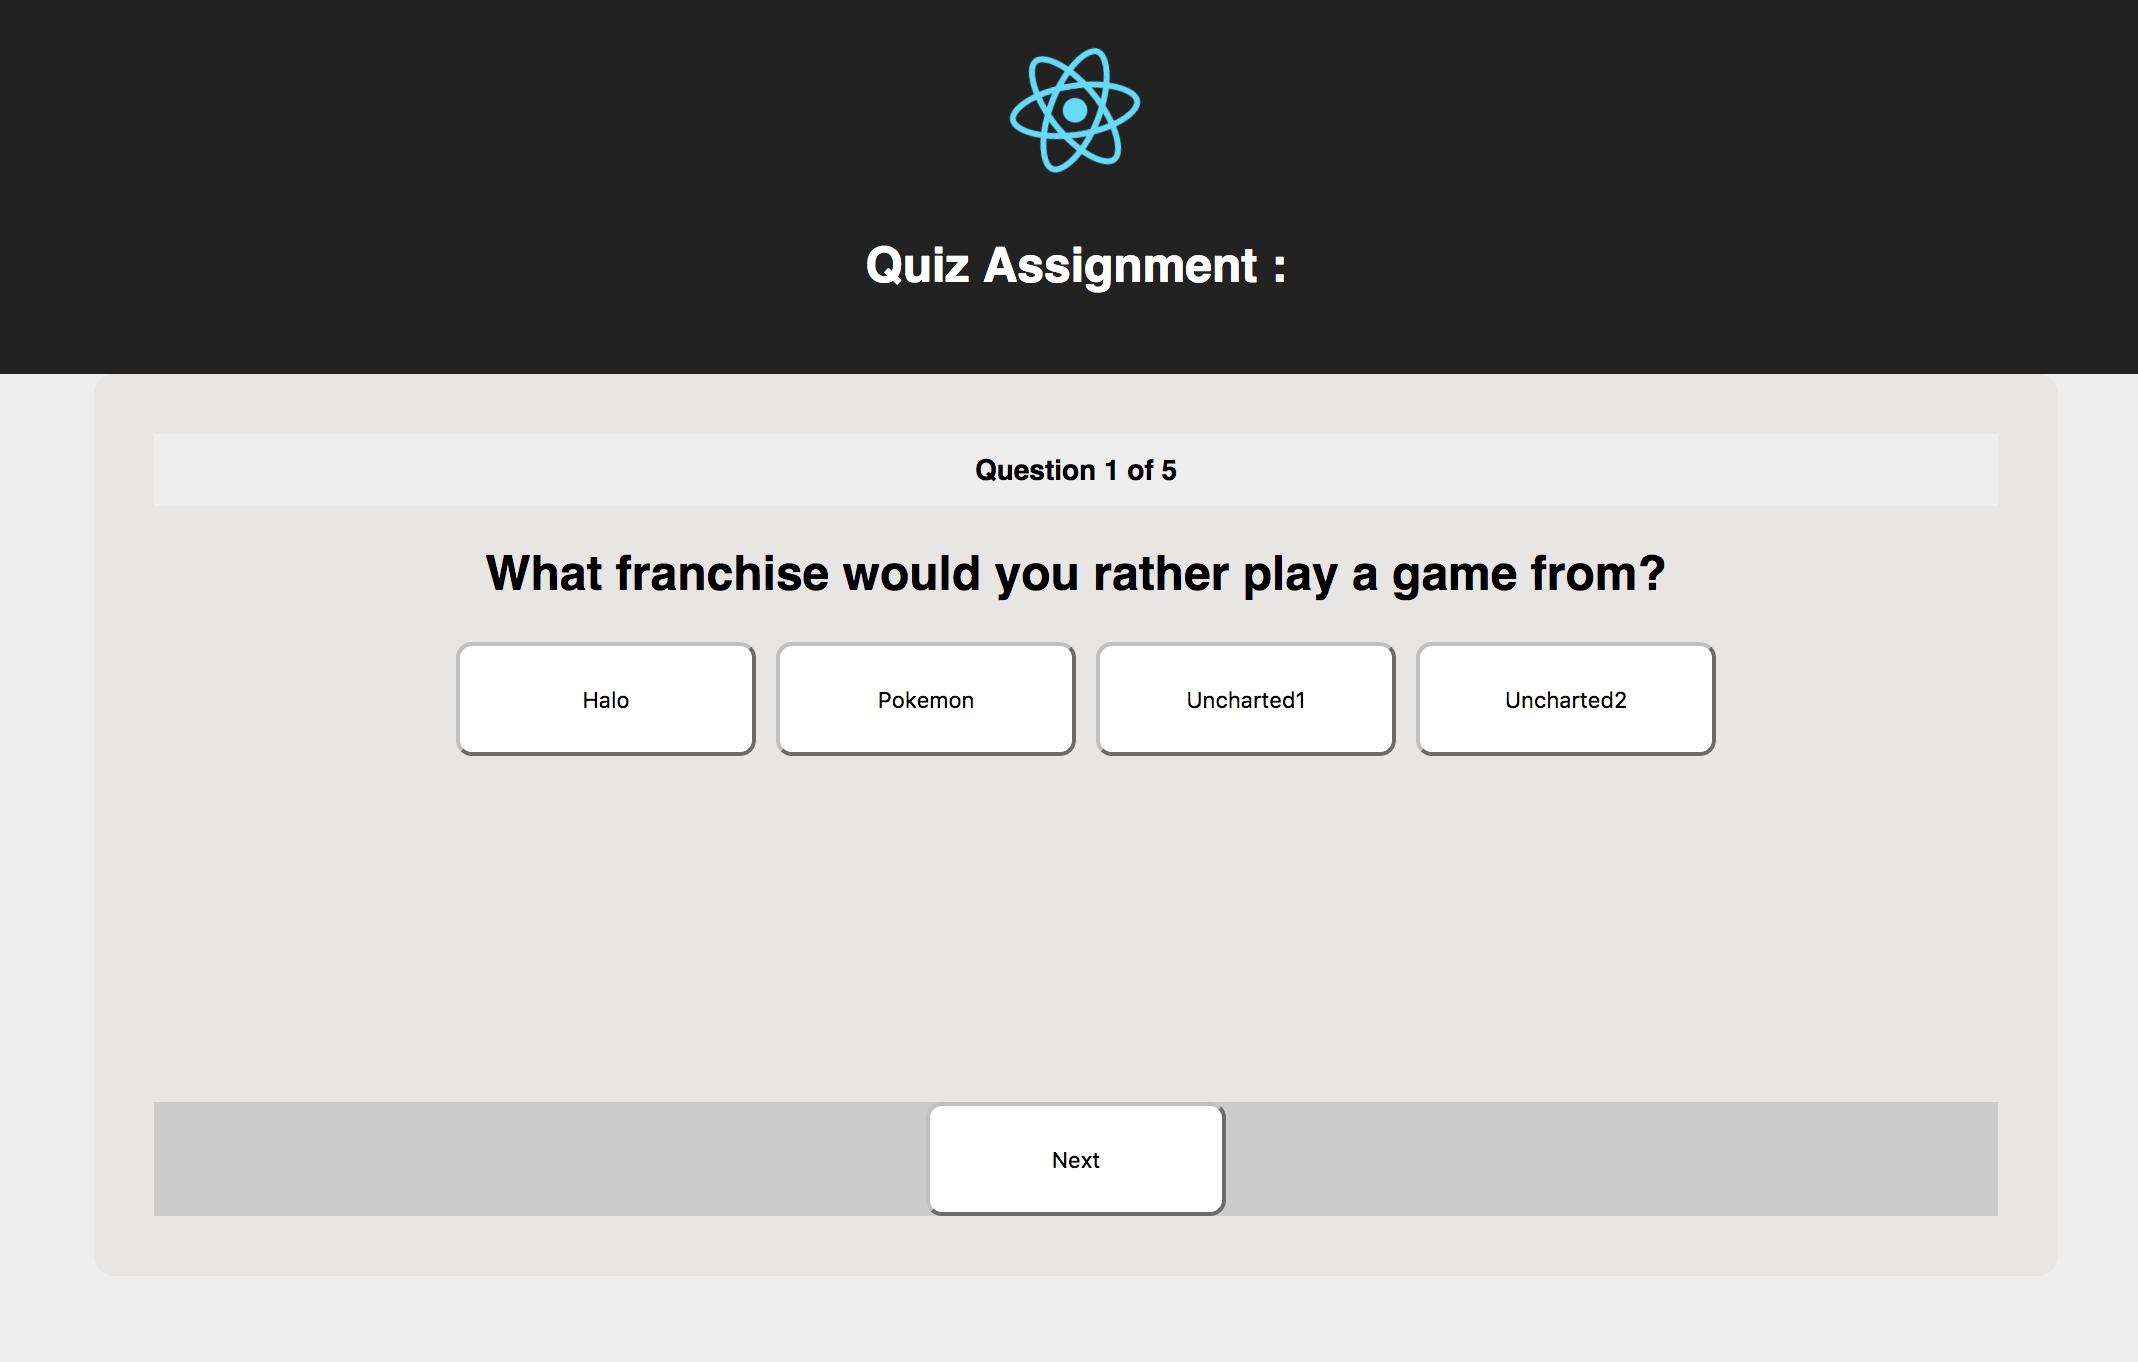 Quiz Assignment :
Question 1 of 5
What franchise would you rather play a game from?
Halo
Pokemon
Uncharted1
Uncharted2
Next